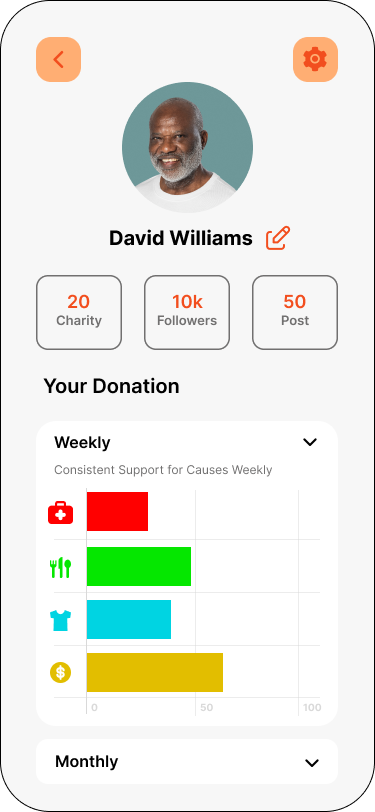 David Williams
20 10k 50
Charity Followers Post
Your Donation
Weekly
Consistent Support for Causes Weekly
$
0 50 100
Monthly